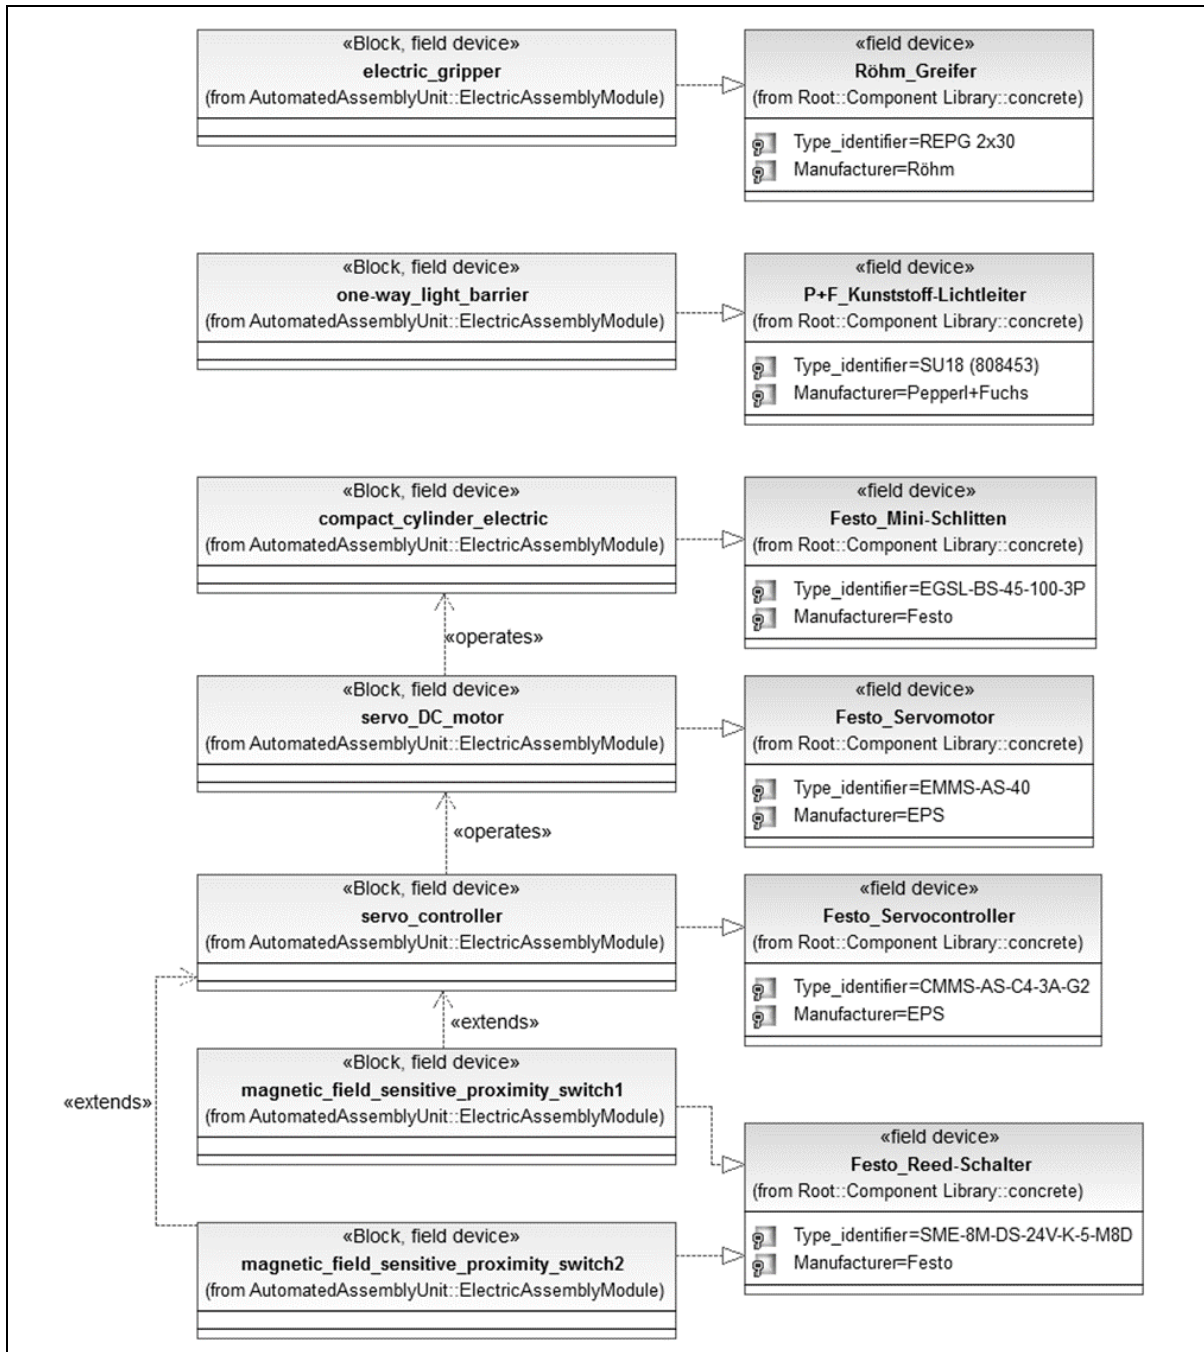 «Block, field device»
electric_gripper
(from AutomatedAssemblyUnit::ElectricAssemblyModule)
«field device»
Röhm_Greifer
(from Root::Component Library::concrete)
Type_identifier=REPG 2x30
Manufacturer=Röhm
«Block, field device»
one-way_light_barrier
(from AutomatedAssemblyUnit::ElectricAssemblyModule)
«field device»
P+F_Kunststoff-Lichtleiter
(from Root::Component Library::concrete)
Type_identifier=SU18 (808453)
Manufacturer=Pepperl+Fuchs
«Block, field device»
compact_cylinder_electric
(from AutomatedAssemblyUnit::ElectricAssemblyModule)
«field device»
Festo_Mini-Schlitten
(from Root::Component Library::concrete)
Type_identifier=EGSL-BS-45-100-3P
Manufacturer=Festo
«operates»
«Block, field device»
servo_DC_motor
(from AutomatedAssemblyUnit::ElectricAssemblyModule)
«field device»
Festo_Servomotor
(from Root::Component Library::concrete)
Type_identifier=EMMS-AS-40
Manufacturer=EPS
«operates»
«Block, field device»
servo_controller
(from AutomatedAssemblyUnit::ElectricAssemblyModule)
«field device»
Festo_Servocontroller
(from Root::Component Library::concrete)
Type_identifier=CMMS-AS-C4-3A-G2
Manufacturer=EPS
«extends»
«Block, field device»
magnetic_field_sensitive_proximity_switch1
(from AutomatedAssemblyUnit::ElectricAssemblyModule)
«extends»
«field device»
Festo_Reed-Schalter
(from Root::Component Library::concrete)
Type_identifier=SME-8M-DS-24V-K-5-M8D
Manufacturer=Festo
«Block, field device»
magnetic_field_sensitive_proximity_switch2
(from AutomatedAssemblyUnit::ElectricAssemblyModule)